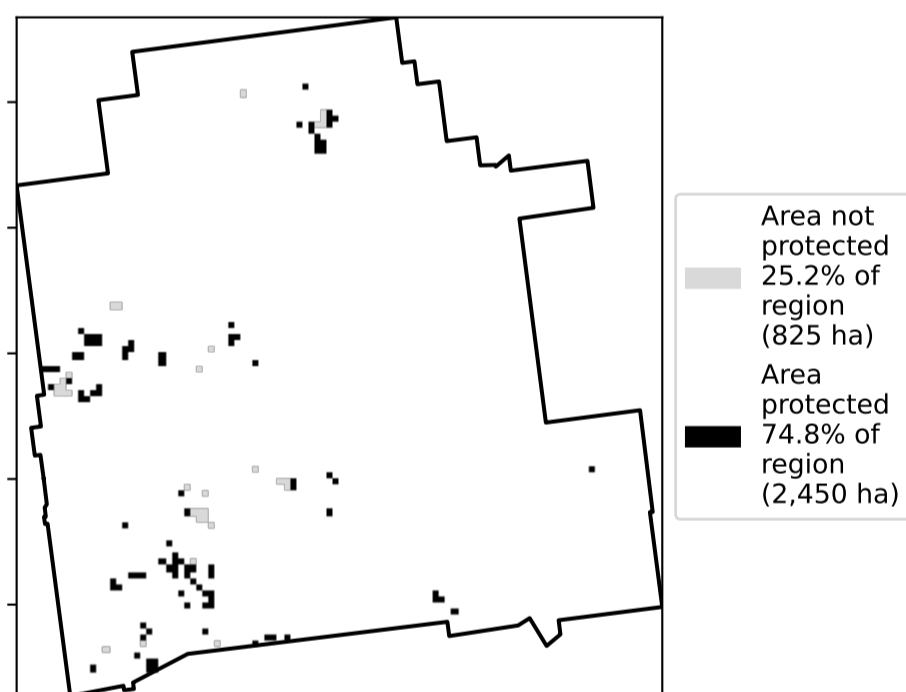 Area not
protected
25.2% of
region
(825 ha)
Area
protected
74.8% of
region
(2,450 ha)